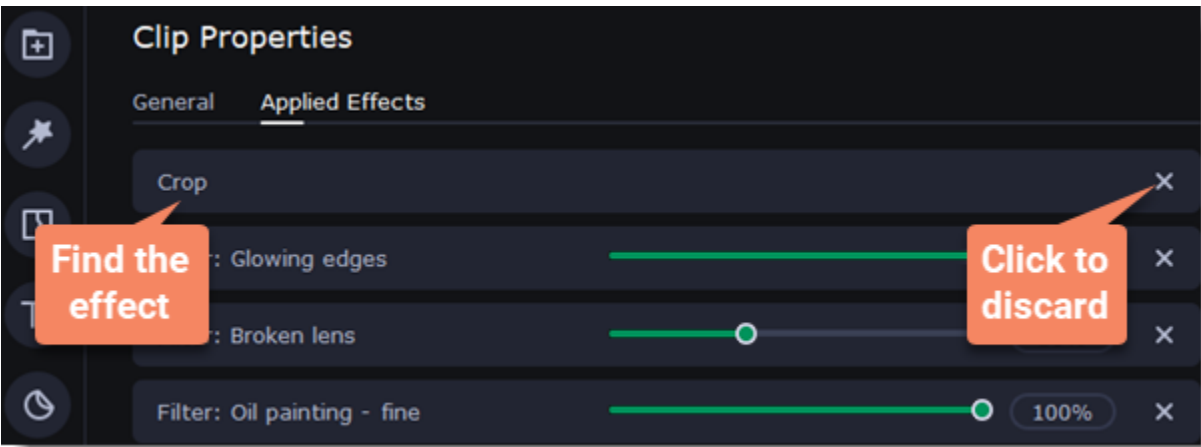 Clip Properties
General Applied Effects
Crop
Find the
effect
Click to
discard
: Glowing edges
: Broken lens
Filter: Oil painting - fine 100%